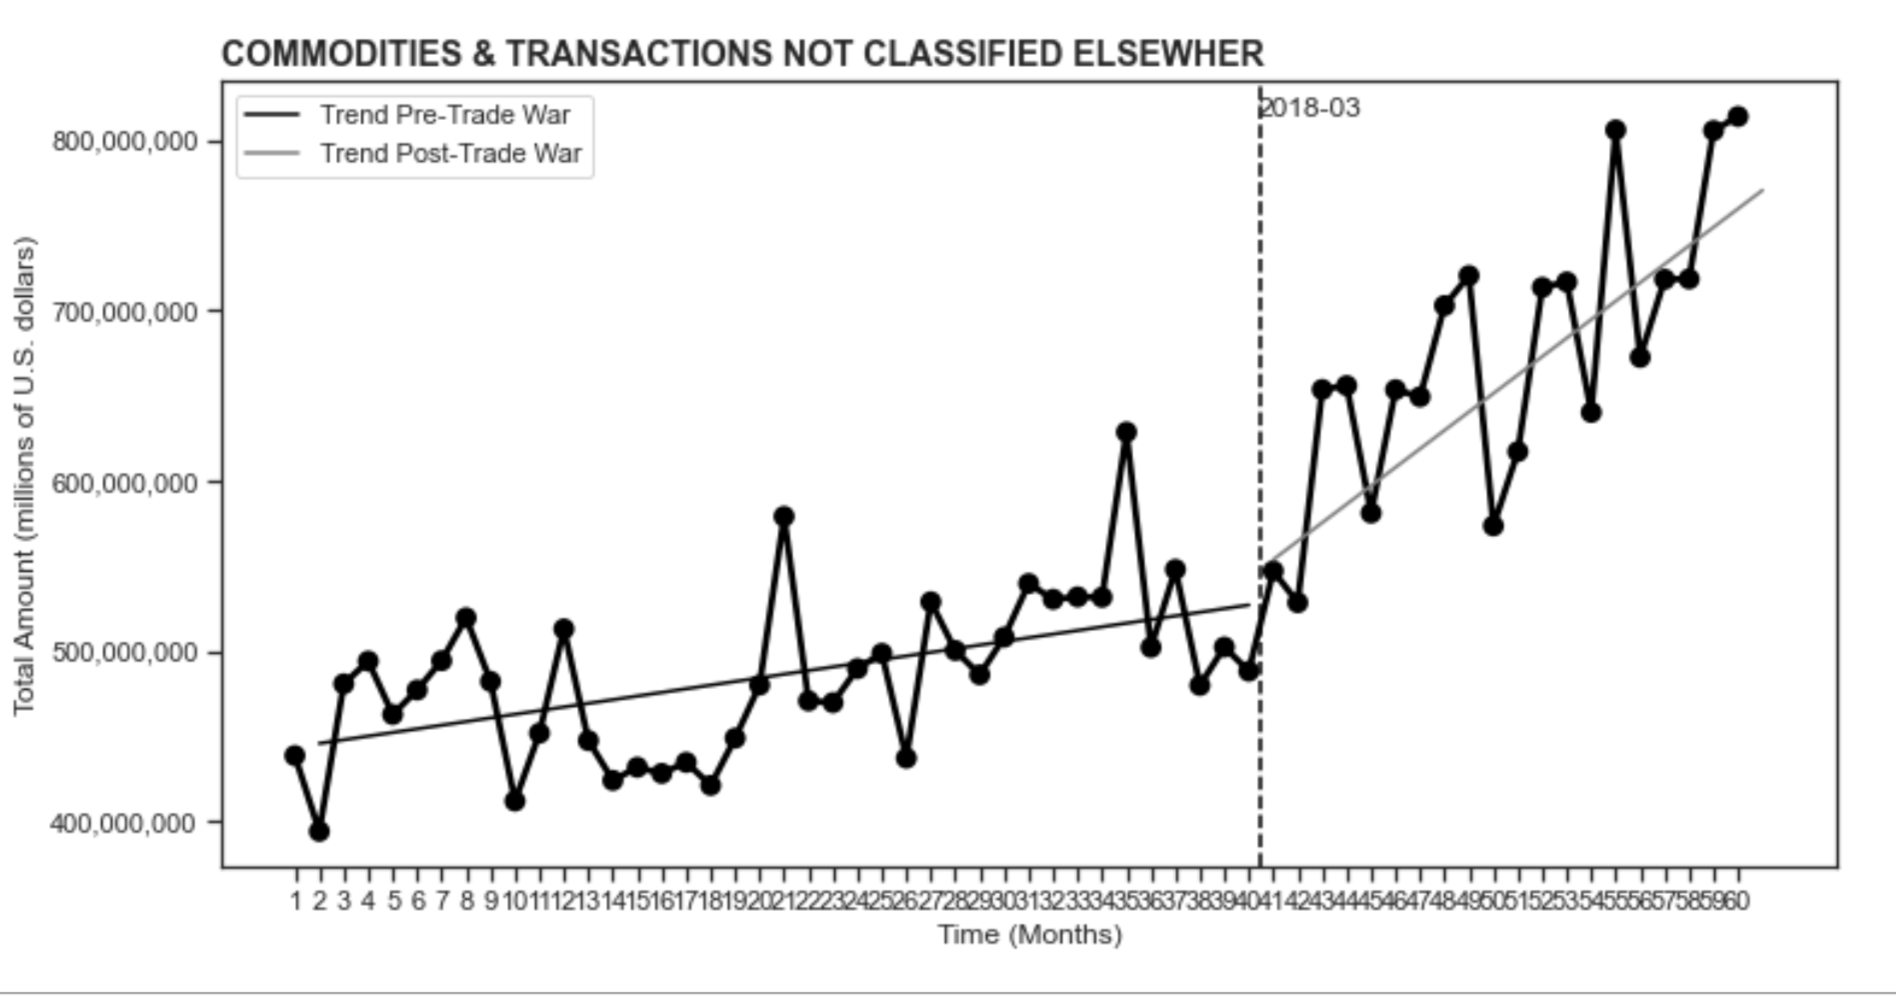 COMMODITIES & TRANSACTIONS NOT CLASSIFIED ELSEWHER
Trend Pre-Trade War
Trend Post-Trade War
2018-03
800,000,000
700,000,000
600,000,000
500,000,000
400,000,000
Total Amount (millions of U.S. dollars)
1 2 3 4 5 6 7 8 9 10 11 12 13 14 15 16 17 18 19 20 21 22 23 24 25 26 27 28 29 30 31 32 33 34 35 36 37 38 39 40 41 42 43 44 45 46 47 48 49 50 51 52 53 54 55 56 57 58 59 60
Time (Months)